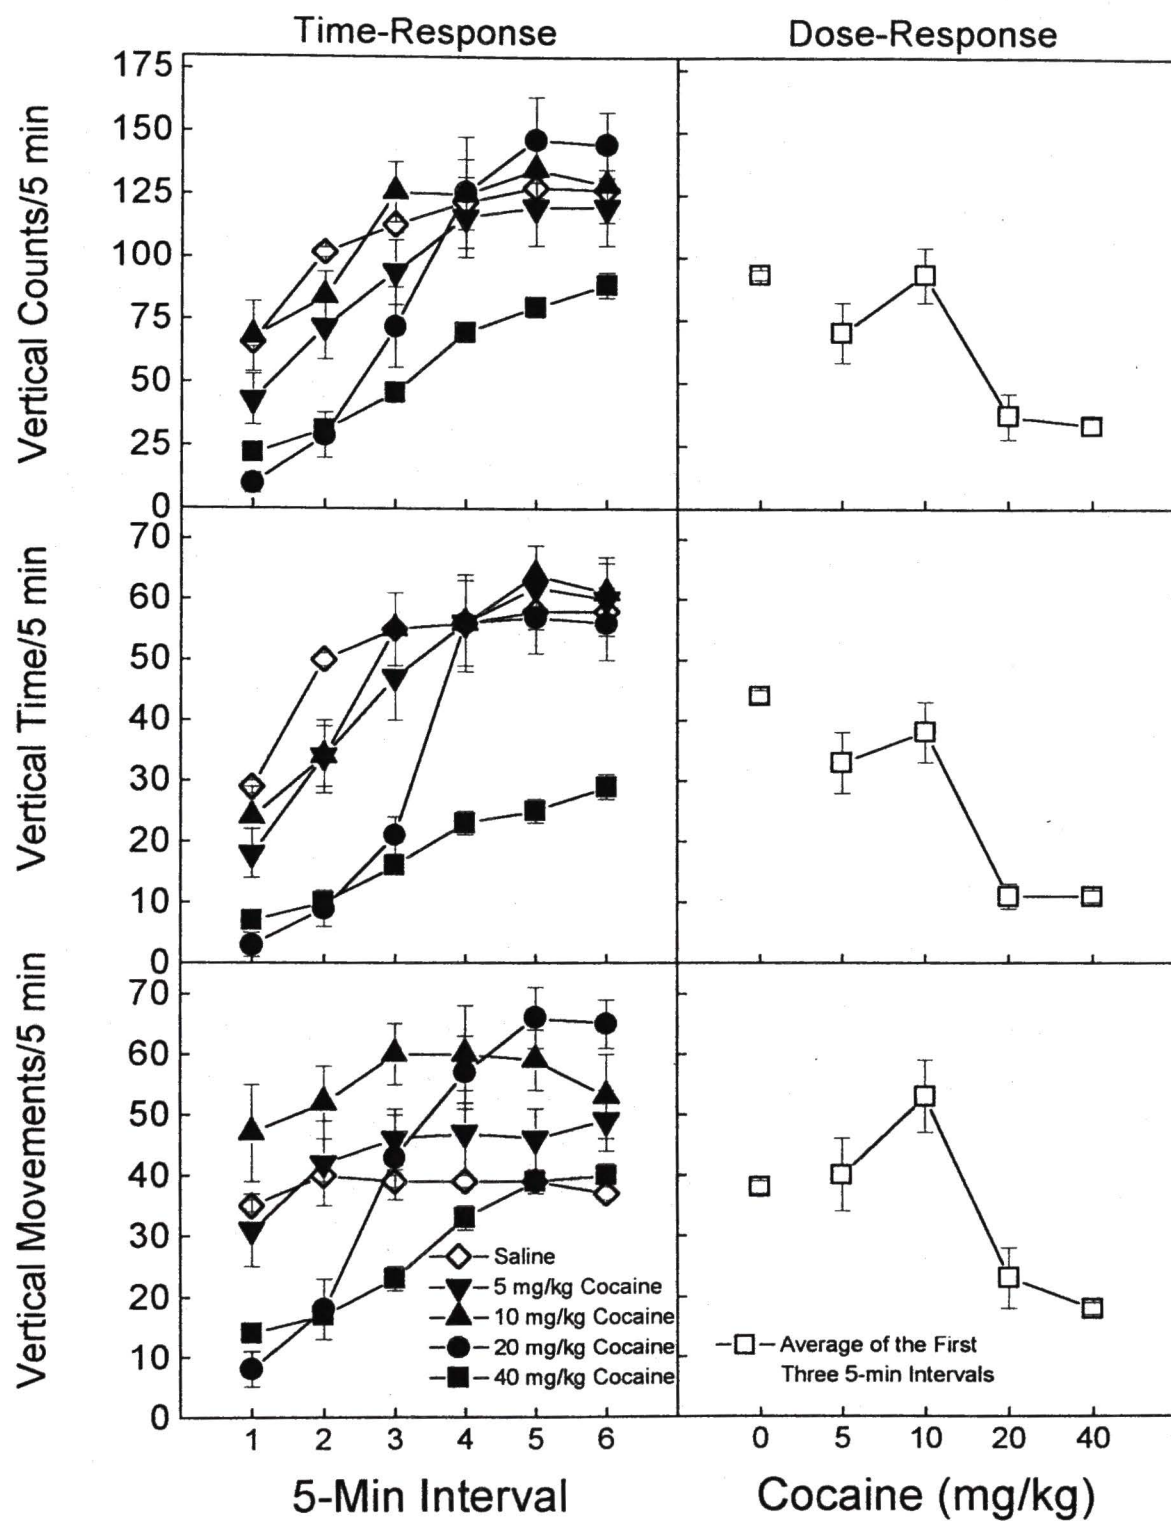 Time-Response
Dose-Response
Vertical Counts/5 min
175
150
125
100
75
50
25
0
Vertical Time/5 min
70
60
50
40
30
20
10
0
Vertical Movements/5 min
70
60
50
40
30
20
10
0
Saline
5 mg/kg Cocaine
10 mg/kg Cocaine
20 mg/kg Cocaine
40 mg/kg Cocaine
Average of the First
Three 5-min Intervals
1 2 3 4 5 6
0 5 10 20 40
5-Min Interval
Cocaine (mg/kg)